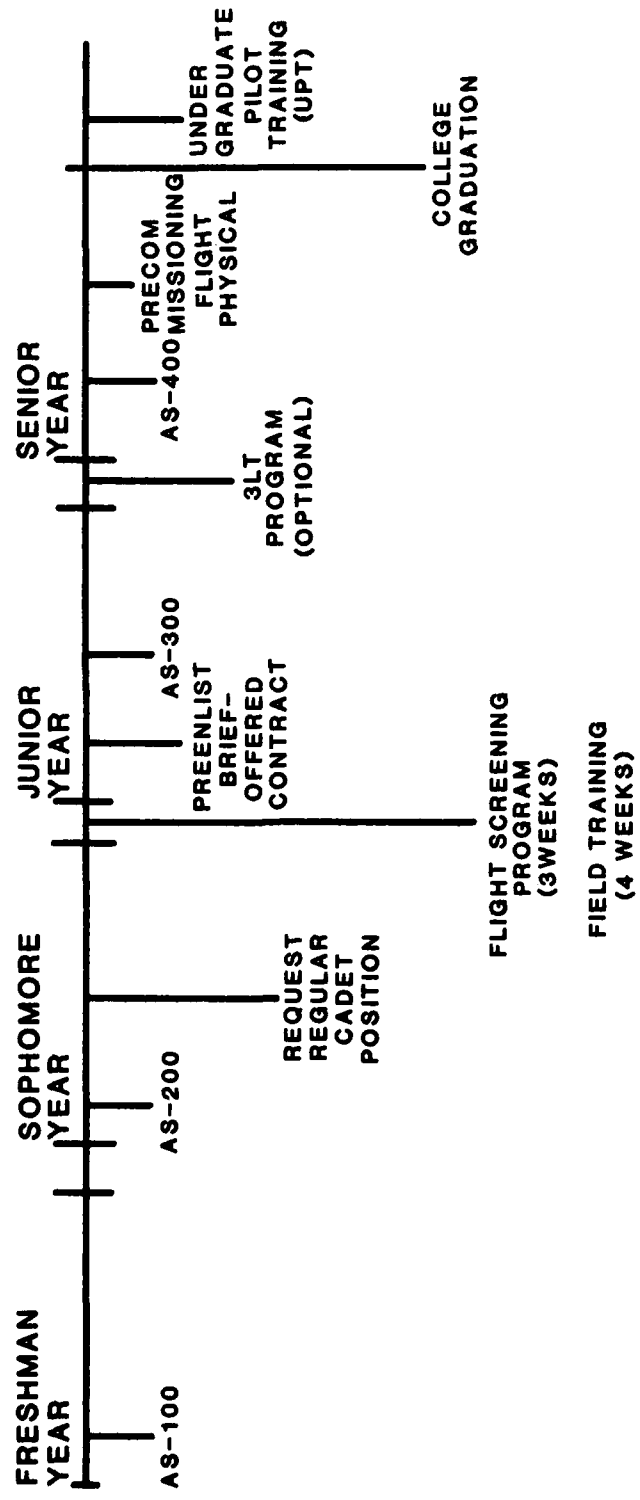 FRESHMAN
YEAR
SOPHOMORE
YEAR
JUNIOR
YEAR
SENIOR
YEAR
AS-100
AS-200
REQUEST
REGULAR
CADET
POSITION
FLIGHT SCREENING
PROGRAM
(3WEEKS)
FIELD TRAINING
(4 WEEKS)
PREENLIST
BRIEF-
OFFERED
CONTRACT
AS-300
3LT
PROGRAM
(OPTIONAL)
AS-400
PRECOM
MISSIONING
FLIGHT
PHYSICAL
COLLEGE
GRADUATION
UNDER
GRADUATE
PILOT
TRAINING
(UPT)